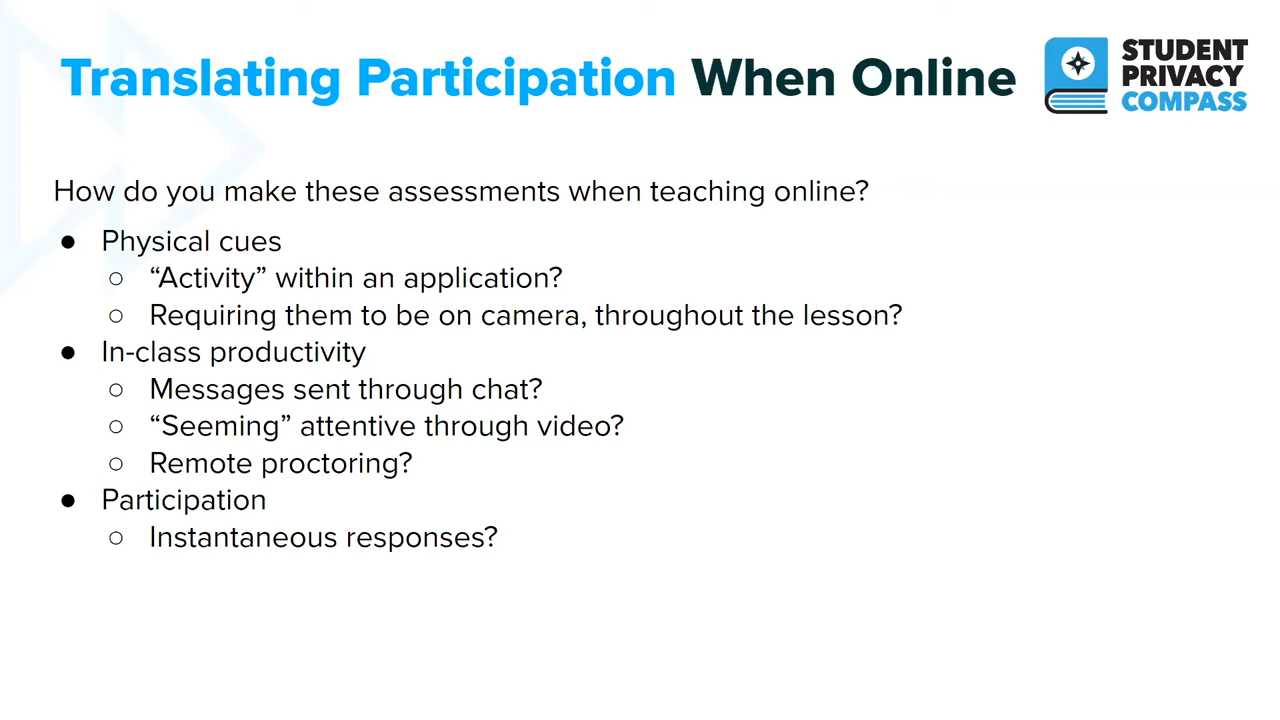 Translating Participation When Online
STUDENT
PRIVACY
COMPASS
How do you make these assessments when teaching online?
● Physical cues
○ “Activity” within an application?
○ Requiring them to be on camera, throughout the lesson?
● In-class productivity
○ Messages sent through chat?
○ “Seeming” attentive through video?
○ Remote proctoring?
● Participation
○ Instantaneous responses?